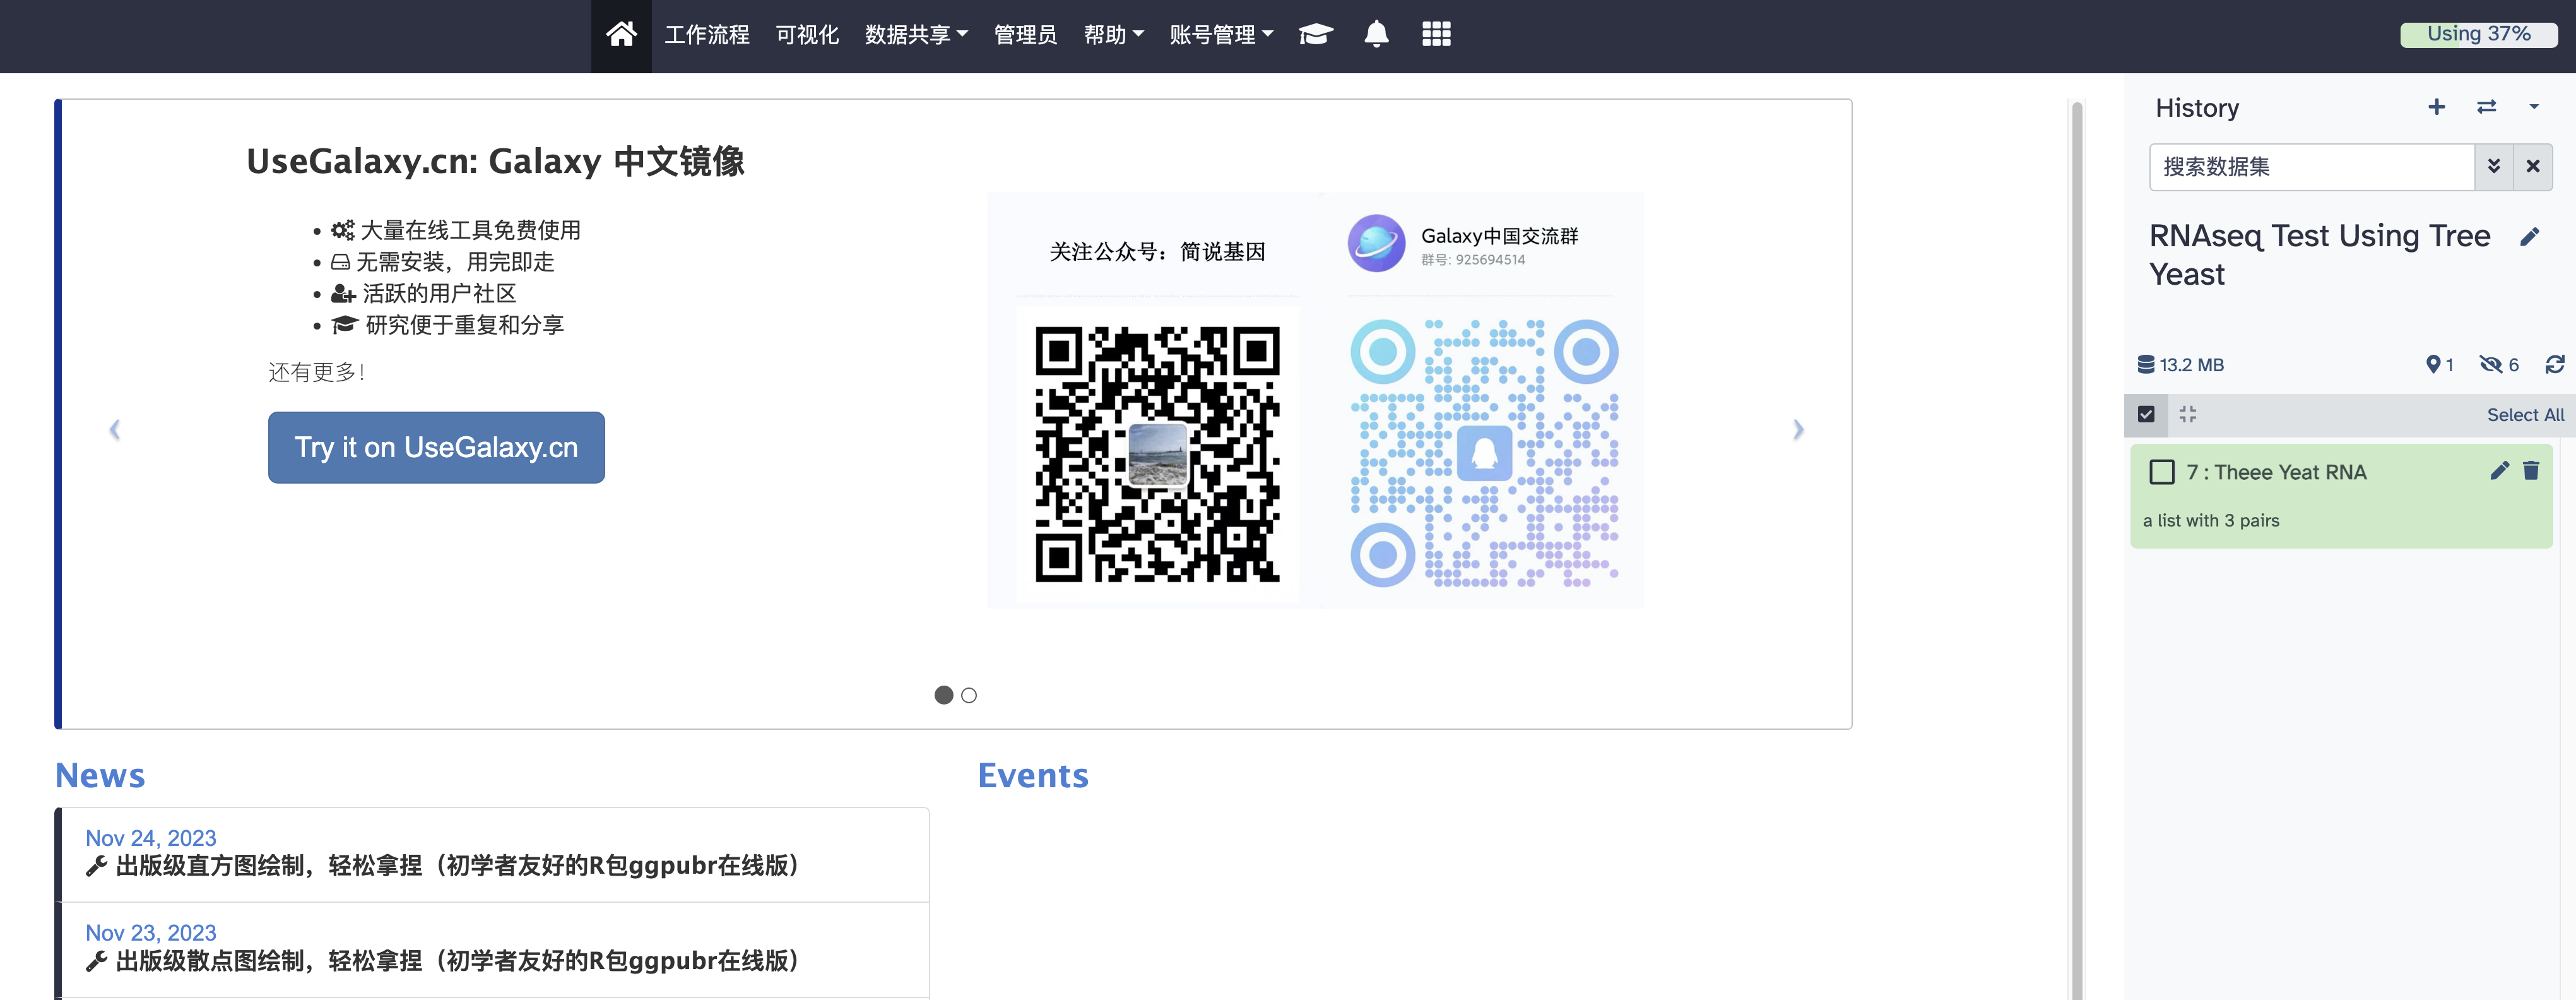 工作流程 可视化 数据共享 管理员 帮助 账号管理 Using 37%
UseGalaxy.cn: Galaxy 中文镜像
大量在线工具免费使用
无需安装，用完即走
活跃的用户社区
研究便于重复和分享
还有更多！
Try it on UseGalaxy.cn
关注公众号：简说基因
Galaxy中国交流群
群号: 925694514
News
Nov 24, 2023
出版级直方图绘制，轻松拿捏（初学者友好的R包ggpubr在线版）
Nov 23, 2023
出版级散点图绘制，轻松拿捏（初学者友好的R包ggpubr在线版）
Events
History
搜索数据集
RNAseq Test Using Tree
Yeast
13.2 MB 1 6
Select All
7 : Theee Yeat RNA
a list with 3 pairs